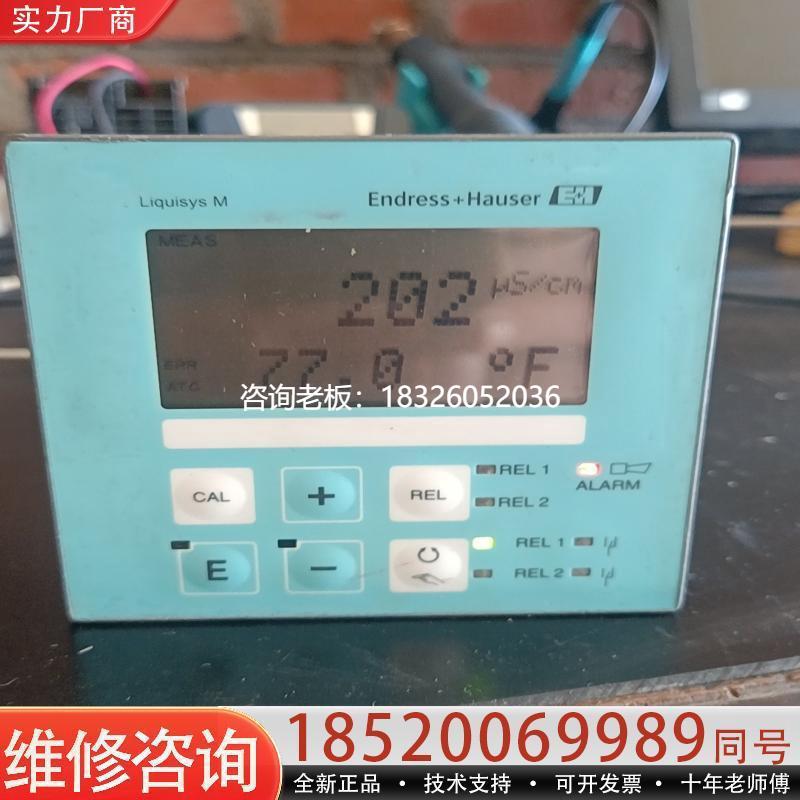 实力厂商
Liquisys M
Endress+Hauser E+H
MEAS
202 µS/cm
ERR
77.0 °F
ATC
咨询老板：18326052036
CAL + REL
REL 1
REL 2
ALARM
E −
REL 1
REL 2
维修咨询
18520069989同号
全新正品 • 技术支持 • 可开发票 • 十年老师傅